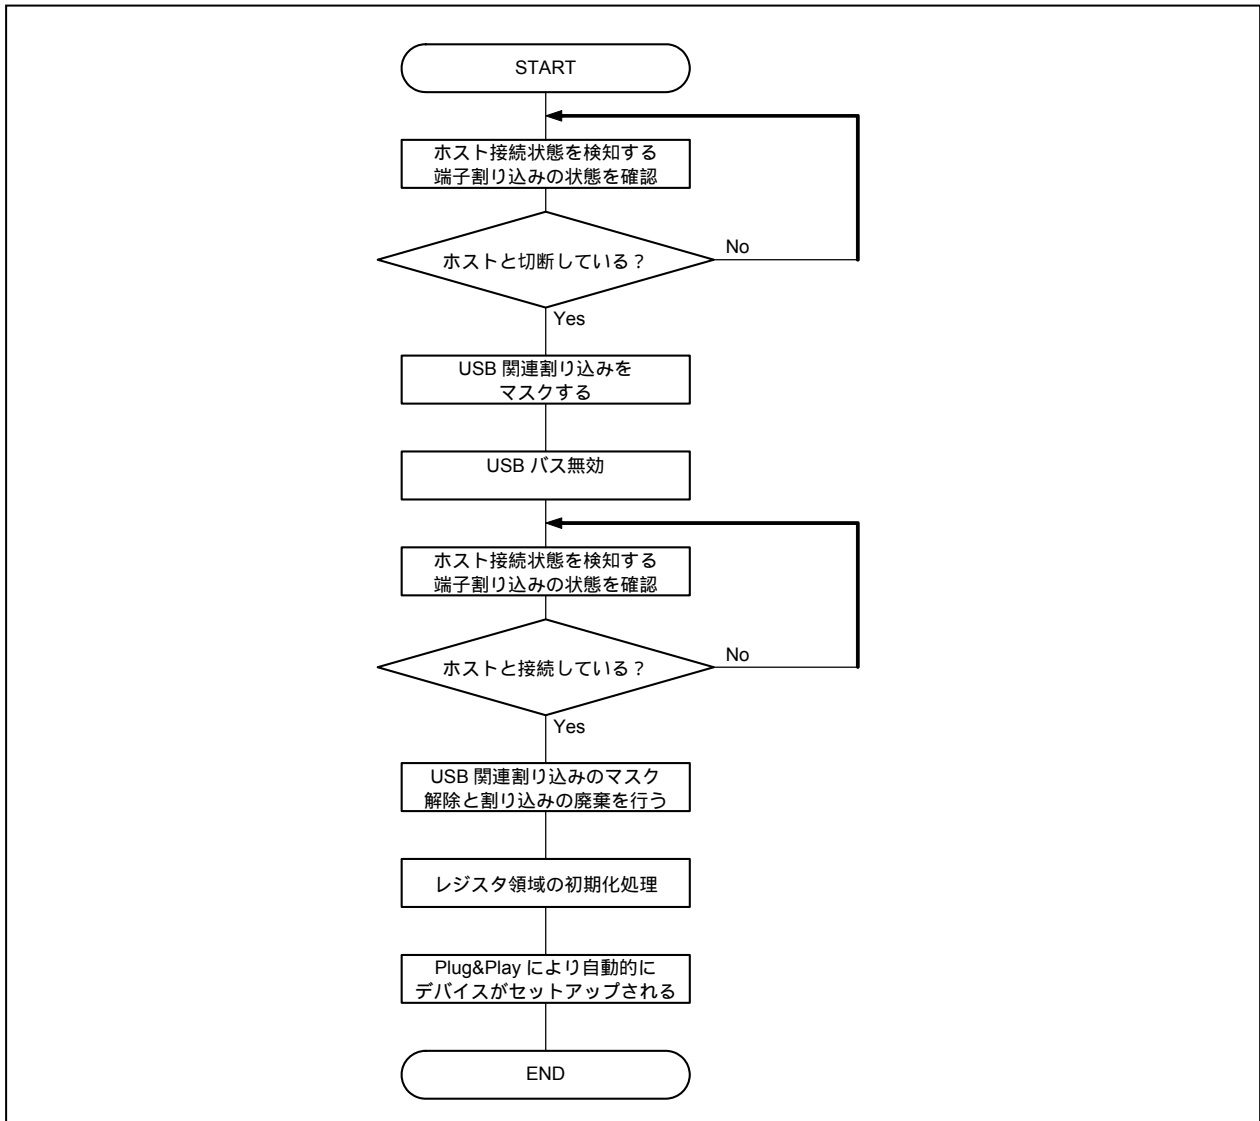 START
ホスト接続状態を検知する
端子割り込みの状態を確認
ホストと切断している？
No
Yes
USB 関連割り込みを
マスクする
USB バス無効
ホスト接続状態を検知する
端子割り込みの状態を確認
ホストと接続している？
No
Yes
USB 関連割り込みのマスク
解除と割り込みの廃棄を行う
レジスタ領域の初期化処理
Plug&Play により自動的に
デバイスがセットアップされる
END